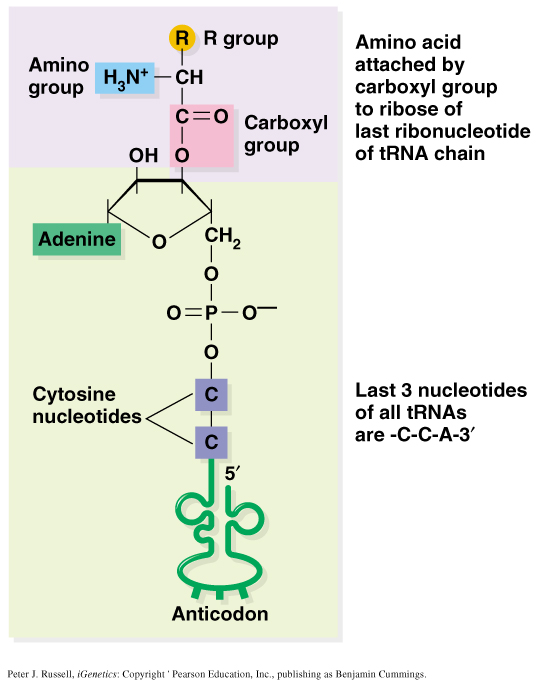 R R group
Amino
group
H₃N⁺ CH
C=O
Carboxyl
group
OH O
Amino acid
attached by
carboxyl group
to ribose of
last ribonucleotide
of tRNA chain
Adenine
O
CH₂
O
O=P–O–
O
Cytosine
nucleotides
C
C
Last 3 nucleotides
of all tRNAs
are -C-C-A-3′
5′
Anticodon
Peter J. Russell, iGenetics: Copyright ' Pearson Education, Inc., publishing as Benjamin Cummings.